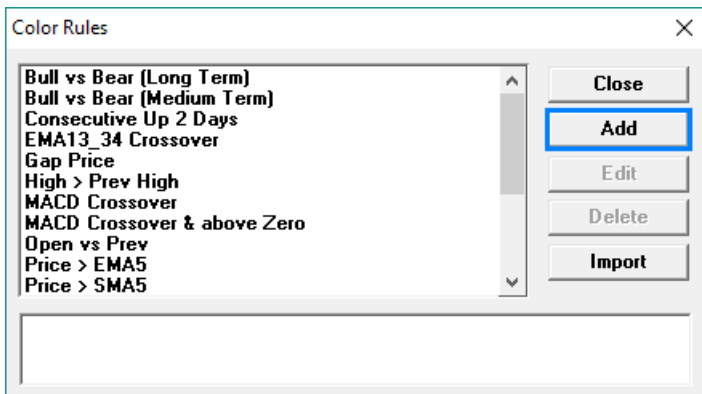 Color Rules
Bull vs Bear (Long Term)
Bull vs Bear (Medium Term)
Consecutive Up 2 Days
EMA13_34 Crossover
Gap Price
High > Prev High
MACD Crossover
MACD Crossover & above Zero
Open vs Prev
Price > EMA5
Price > SMA5
Close
Add
Edit
Delete
Import